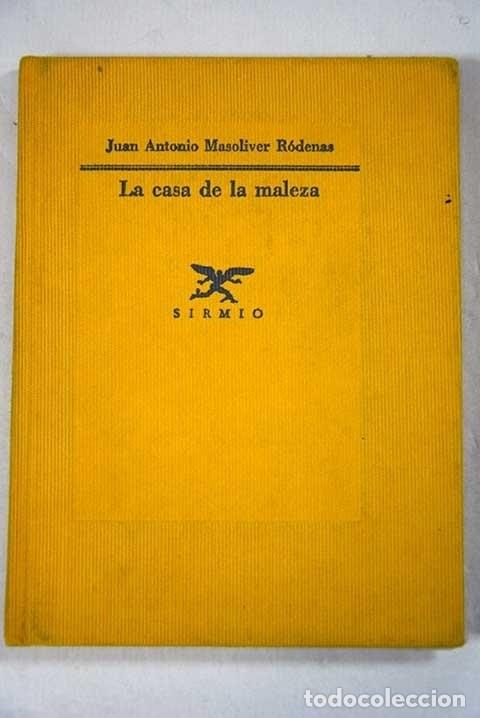 Juan Antonio Masoliver Ródenas
La casa de la maleza
SIRMIO
todocoleccion